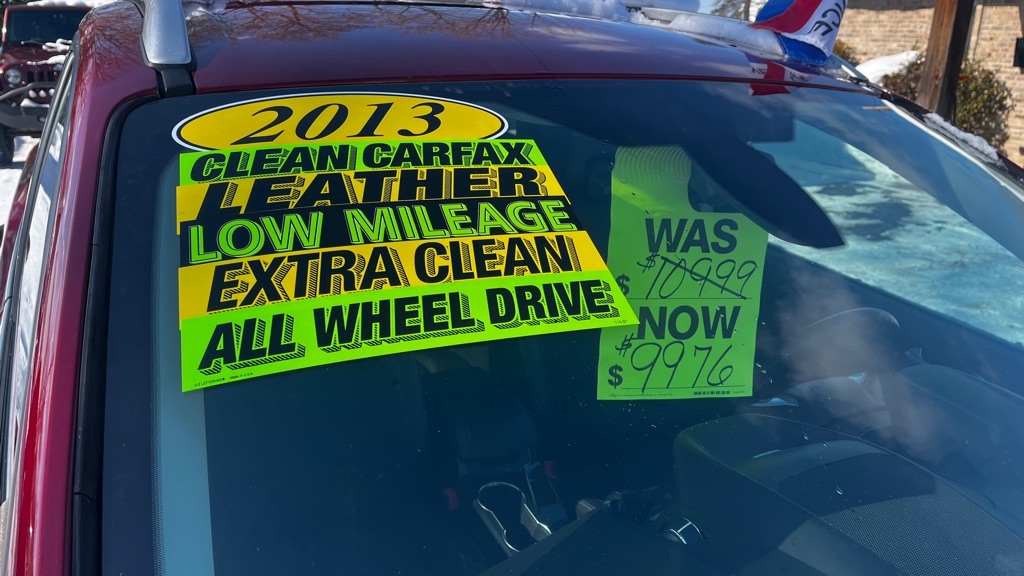 2013
CLEAN CARFAX
LEATHER
LOW MILEAGE
EXTRA CLEAN
ALL WHEEL DRIVE
WAS
$ $10999
NOW
$ $9976